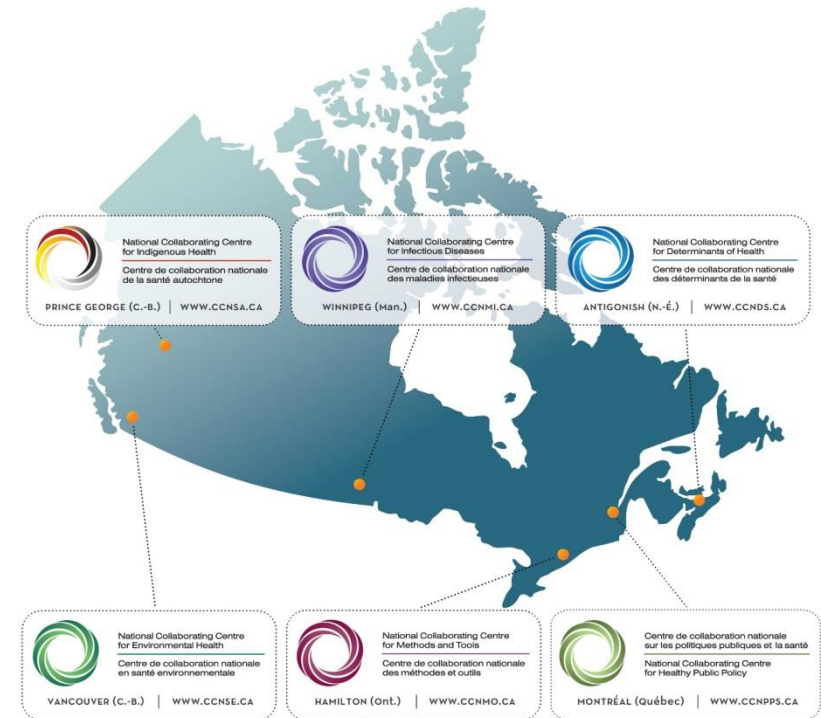 National Collaborating Centre
for Indigenous Health
Centre de collaboration nationale
de la santé autochtone
PRINCE GEORGE (C.-B.) | WWW.CCNSA.CA
National Collaborating Centre
for Infectious Diseases
Centre de collaboration nationale
des maladies infectieuses
WINNIPEG (Man.) | WWW.CCNMI.CA
National Collaborating Centre
for Determinants of Health
Centre de collaboration nationale
des déterminants de la santé
ANTIGONISH (N.-É.) | WWW.CCNDS.CA
National Collaborating Centre
for Environmental Health
Centre de collaboration nationale
en santé environnementale
VANCOUVER (C.-B.) | WWW.CCNSE.CA
National Collaborating Centre
for Methods and Tools
Centre de collaboration nationale
des méthodes et outils
HAMILTON (Ont.) | WWW.CCNMO.CA
Centre de collaboration nationale
sur les politiques publiques et la santé
National Collaborating Centre
for Healthy Public Policy
MONTRÉAL (Québec) | WWW.CCNPPS.CA